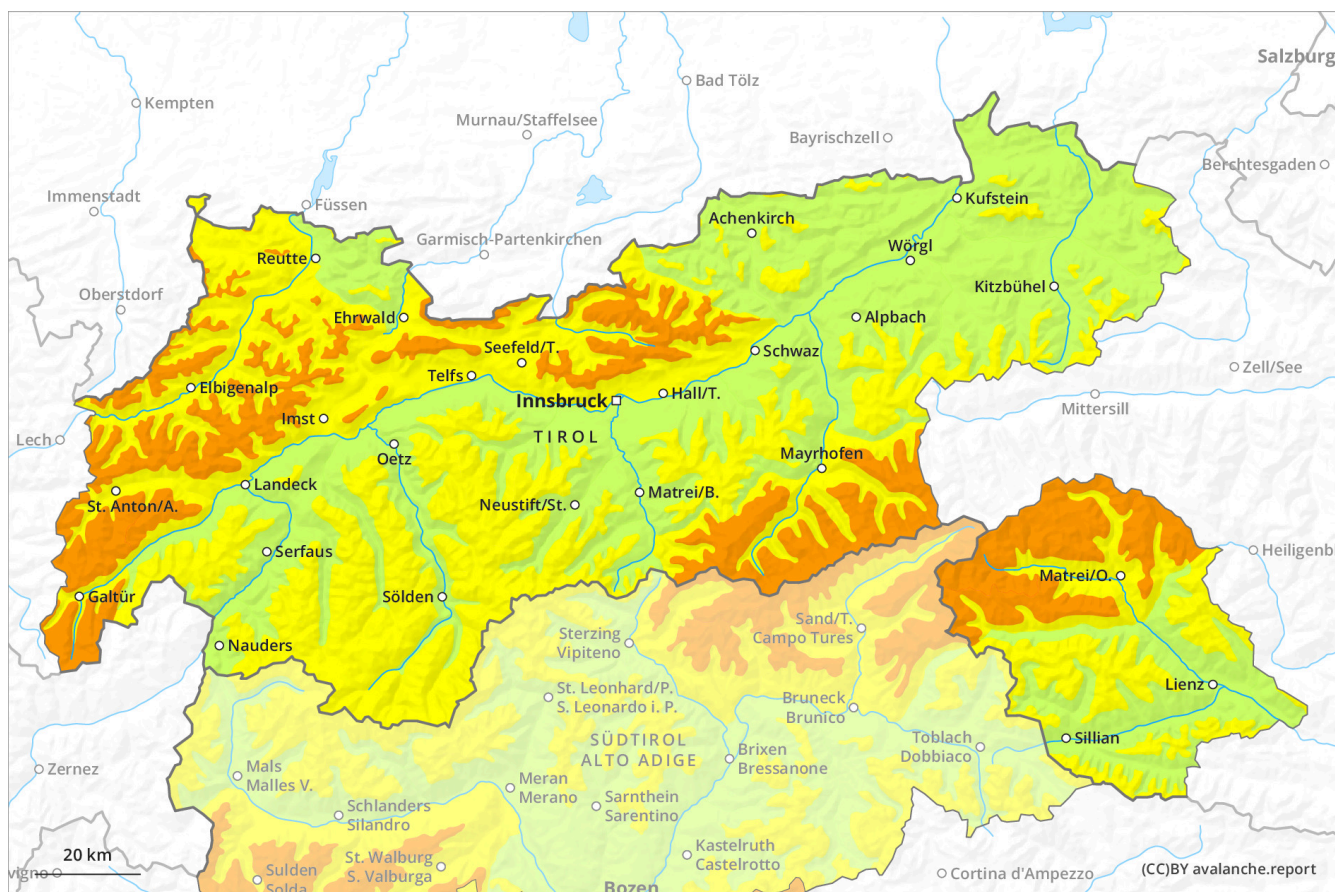 Salzburg
Bad Tölz
Kempten
Murnau/Staffelsee
Bayrischzell
Berchtesgaden
Immenstadt
Füssen
Kufstein
Achenkirch
Garmisch-Partenkirchen
Wörgl
Reutte
Oberstdorf
Kitzbühel
Ehrwald
Alpbach
Seefeld/T.
Schwaz
Zell/See
Telfs
Elbigenalp
Hall/T.
Innsbruck
Mittersill
Imst
Lech
TIROL
Oetz
Mayrhofen
Landeck
Matrei/B.
St. Anton/A.
Neustift/St.
Serfaus
Heiligenb
Matrei/O.
Galtür
Sölden
Sand/T.
Campo Tures
Sterzing
Vipiteno
Nauders
Lienz
St. Leonhard/P.
S. Leonardo i. P.
Bruneck
Brunico
Toblach
Dobbiaco
Sillian
SÜDTIROL
ALTO ADIGE
Brixen
Bressanone
Zernez
Mals
Malles V.
Meran
Merano
Sarnthein
Sarentino
Schlanders
Silandro
Kastelruth
Castelrotto
20 km
St. Walburg
S. Valburga
Sulden
Solda
vigno
Bozen
Cortina d'Ampezzo
(CC)BY avalanche.report